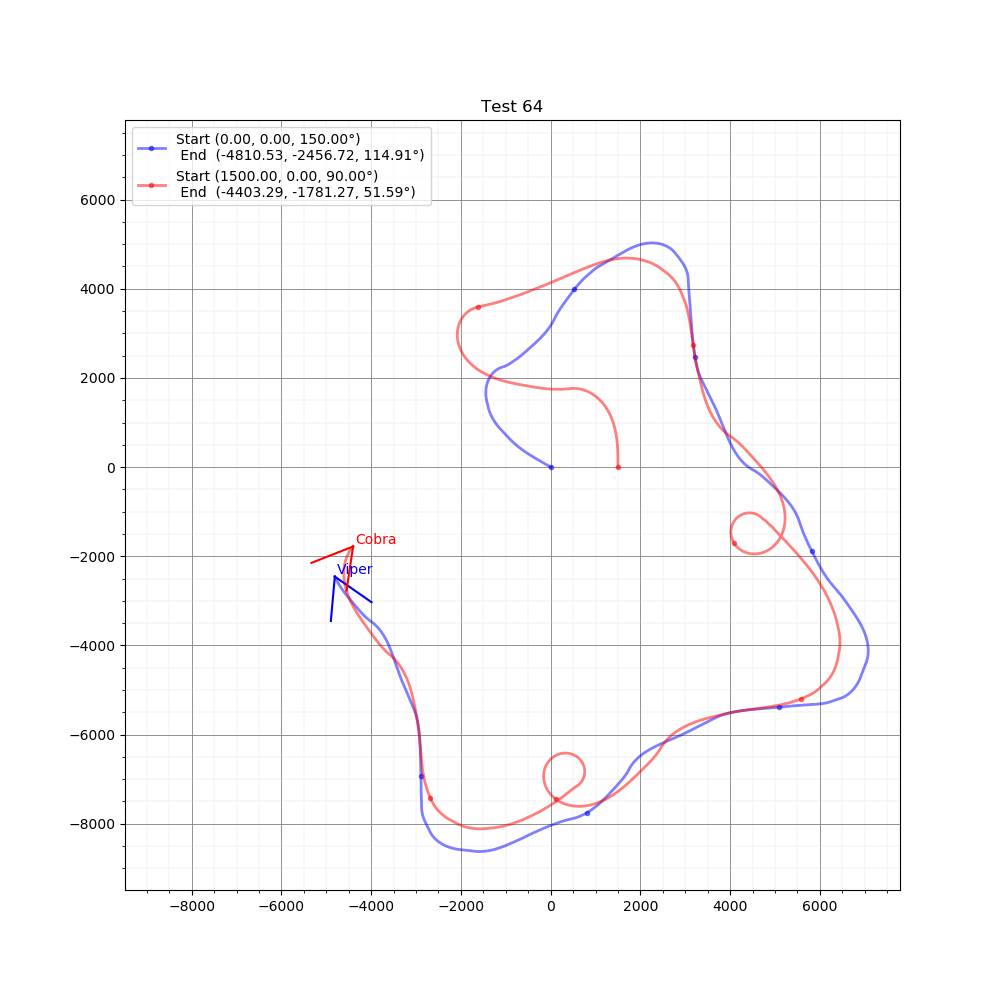 Test 64
Start (0.00, 0.00, 150.00°)
End  (-4810.53, -2456.72, 114.91°)
Start (1500.00, 0.00, 90.00°)
End  (-4403.29, -1781.27, 51.59°)
6000
4000
2000
0
−2000
−4000
−6000
−8000
Cobra
Viper
−8000 −6000 −4000 −2000 0 2000 4000 6000